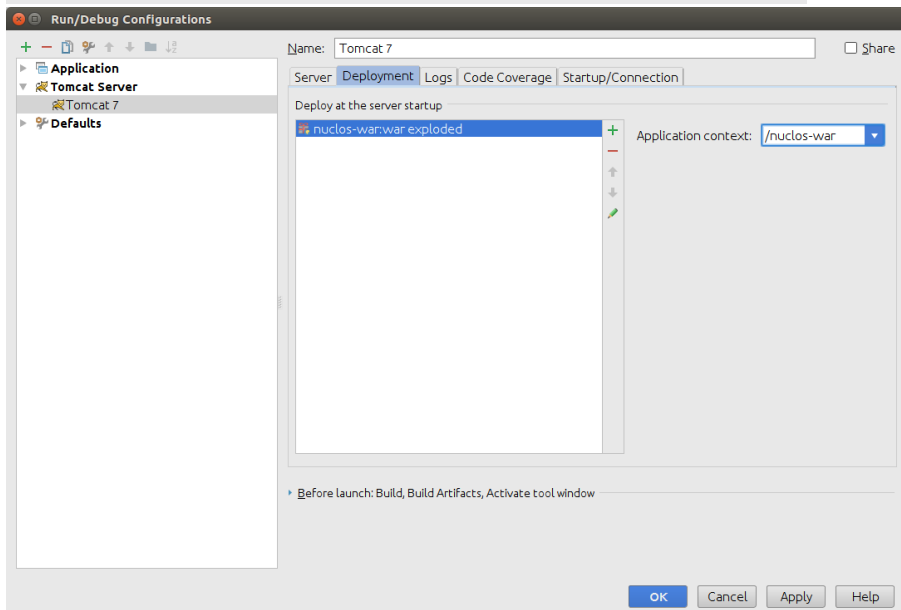 Run/Debug Configurations
Name: Tomcat 7
Share
Application
Tomcat Server
Tomcat 7
Defaults
Server Deployment Logs Code Coverage Startup/Connection
Deploy at the server startup
nuclos-war:war exploded
Application context: /nuclos-war
Before launch: Build, Build Artifacts, Activate tool window
OK Cancel Apply Help